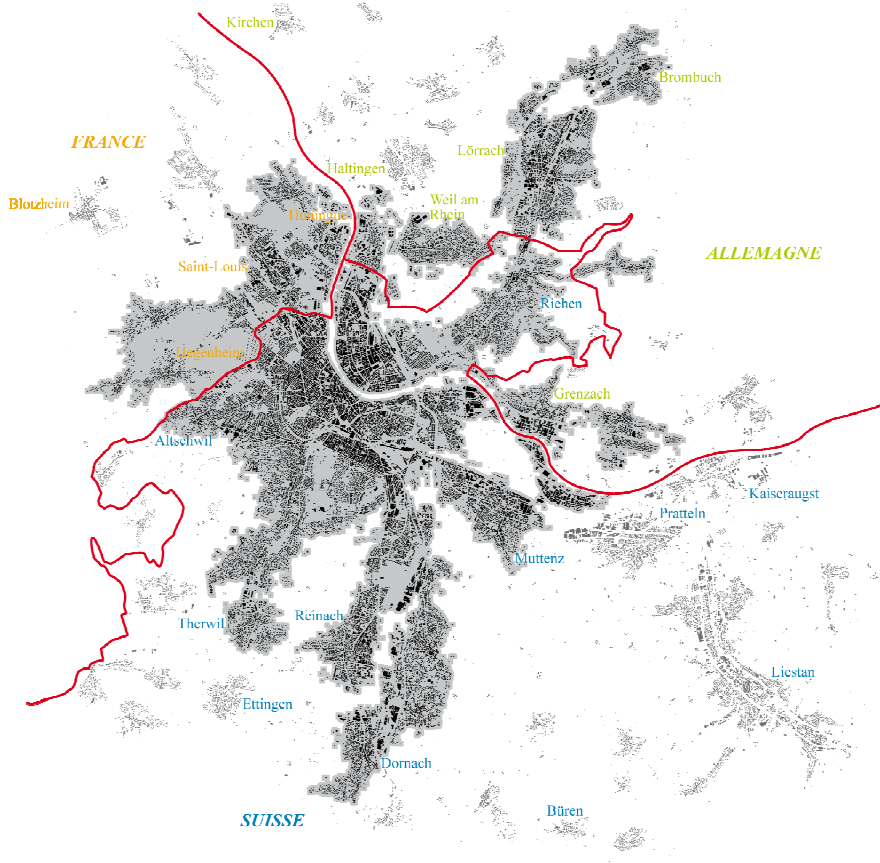 Kirchen
Brombuch
FRANCE
Lörrach
Haltingen
Weil am
Rhein
Blotzheim
Huningue
ALLEMAGNE
Saint-Louis
Riehen
Hegenheim
Grenzach
Altschwil
Kaiseraugst
Pratteln
Muttenz
Reinach
Therwil
Liestan
Ettingen
Dornach
Büren
SUISSE